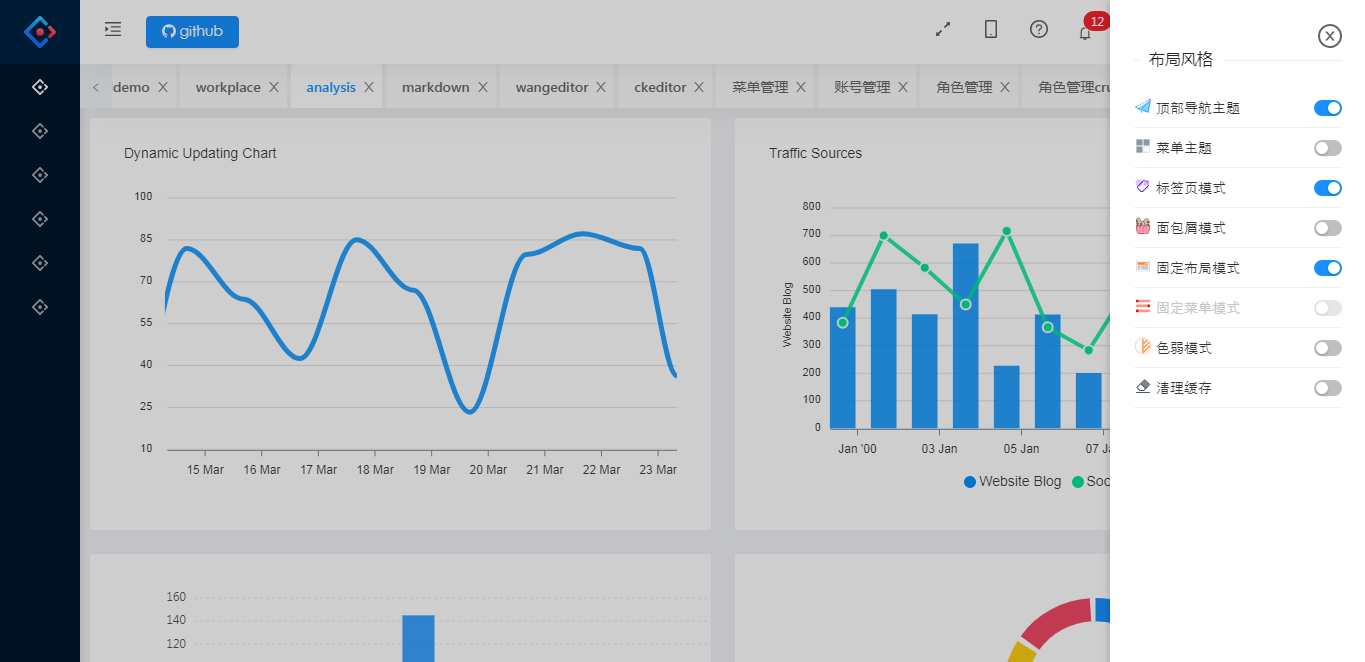 github
12
demo
workplace
analysis
markdown
wangeditor
ckeditor
菜单管理
账号管理
角色管理
角色管理cru
Dynamic Updating Chart
100
85
70
55
40
25
10
15 Mar 16 Mar 17 Mar 18 Mar 19 Mar 20 Mar 21 Mar 22 Mar 23 Mar
Traffic Sources
800
700
600
500
400
300
200
100
0
Website Blog
Jan '00 03 Jan 05 Jan 07 Ja
Website Blog Soc
160
140
120
布局风格
顶部导航主题
菜单主题
标签页模式
面包屑模式
固定布局模式
固定菜单模式
色弱模式
清理缓存